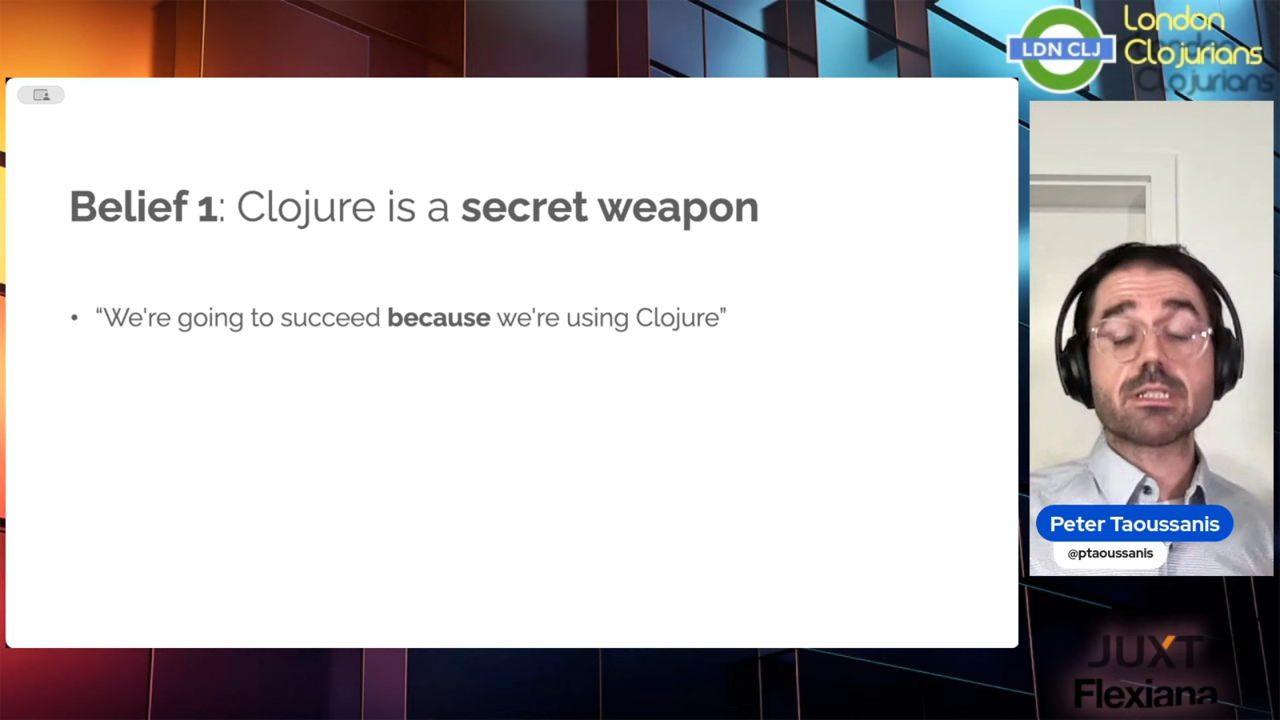 London
Clojurians
LDN CLJ
Belief 1: Clojure is a secret weapon
• “We're going to succeed because we're using Clojure”
Peter Taoussanis
@ptaoussanis
JUXT
Flexiana